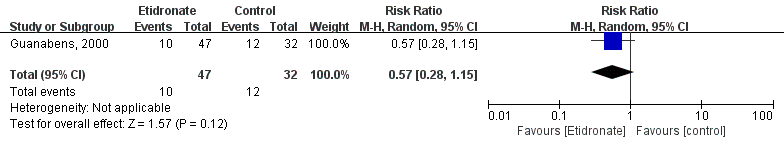 Etidronate Control Risk Ratio Risk Ratio
Study or Subgroup Events Total Events Total Weight M-H, Random, 95% CI M-H, Random, 95% CI
Guanabens, 2000 10 47 12 32 100.0% 0.57 [0.28, 1.15]
Total (95% CI) 47 32 100.0% 0.57 [0.28, 1.15]
Total events 10 12
Heterogeneity: Not applicable
Test for overall effect: Z = 1.57 (P = 0.12)
0.01 0.1 1 10 100
Favours [Etidronate] Favours [control]